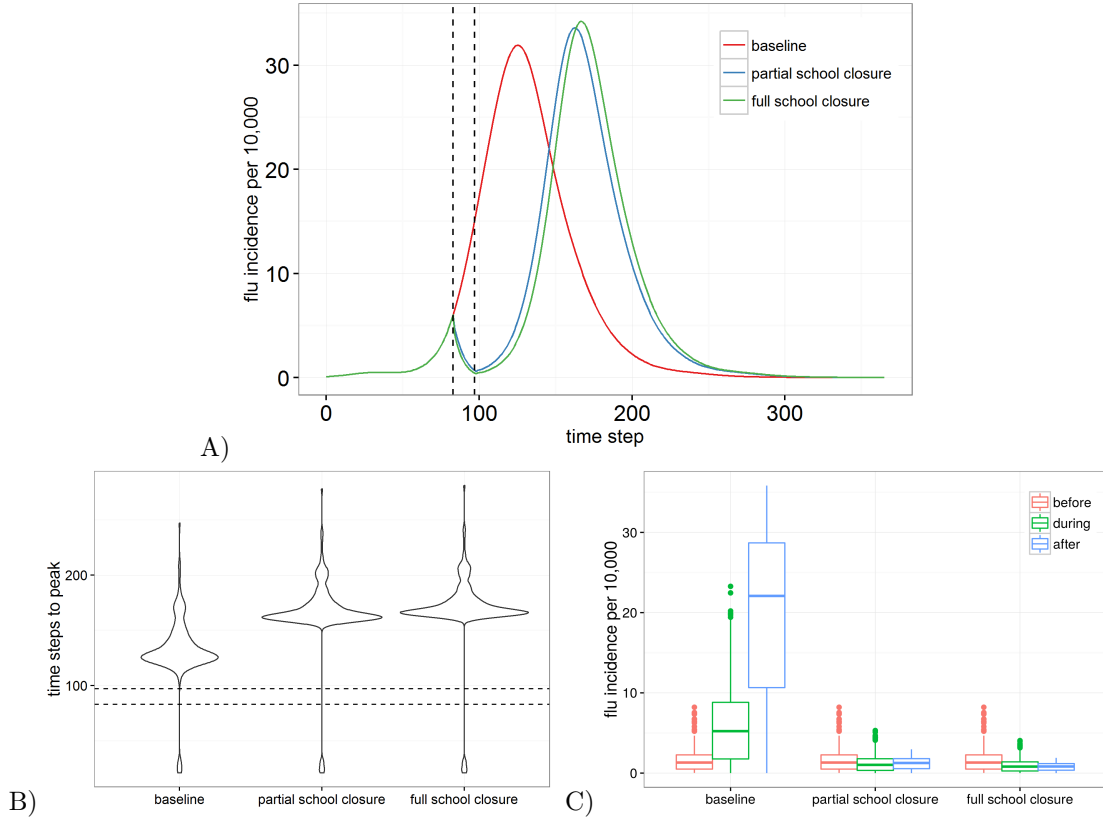 30
20
10
0
flu incidence per 10,000
baseline
partial school closure
full school closure
0
100
200
300
time step
A)
200
100
time steps to peak
baseline
partial school closure
full school closure
B)
30
20
10
0
flu incidence per 10,000
before
during
after
baseline
partial school closure
full school closure
C)